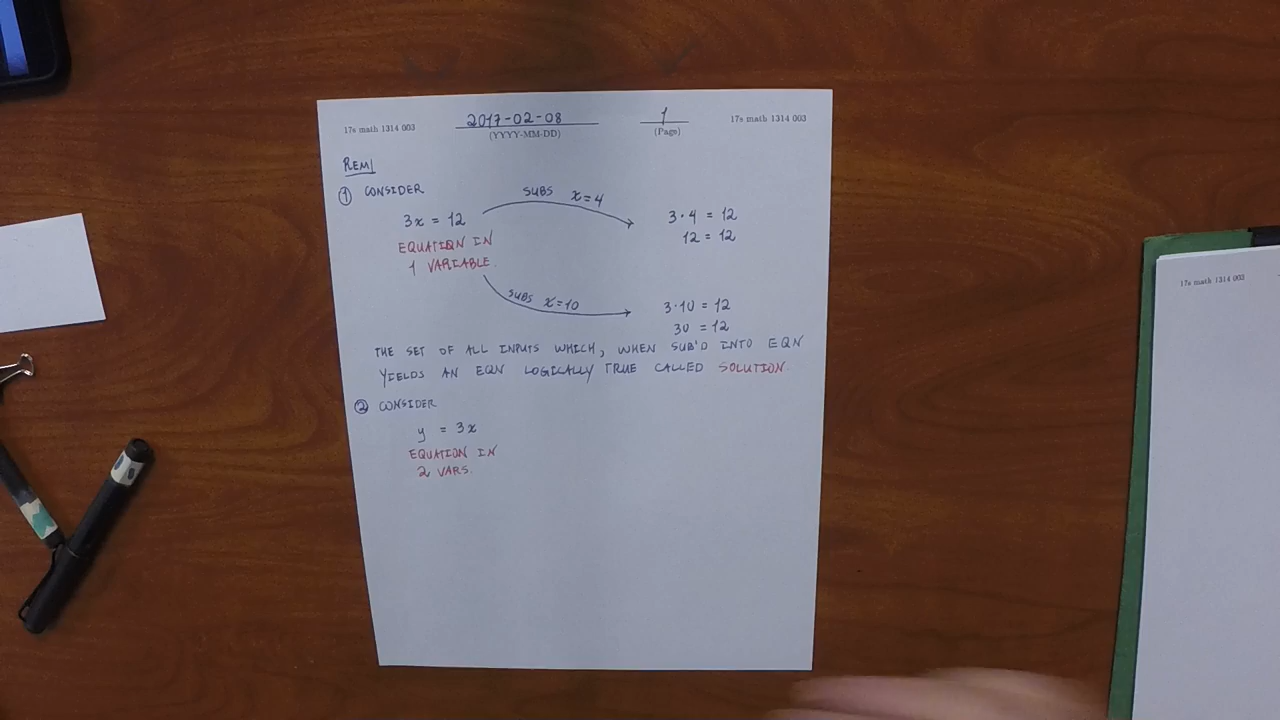 17s math 1314 003 2017-02-08 1 17s math 1314 003
(YYYY-MM-DD) (Page)
REM
① CONSIDER
SUBS x=4
3x = 12
3·4 = 12
12 = 12
EQUATION IN
1 VARIABLE.
SUBS x=10
3·10 = 12
30 = 12
THE SET OF ALL INPUTS WHICH, WHEN SUB'D INTO EQN
YIELDS AN EQN LOGICALLY TRUE CALLED SOLUTION.
② CONSIDER
y = 3x
EQUATION IN
2 VARS.
17s math 1314 003